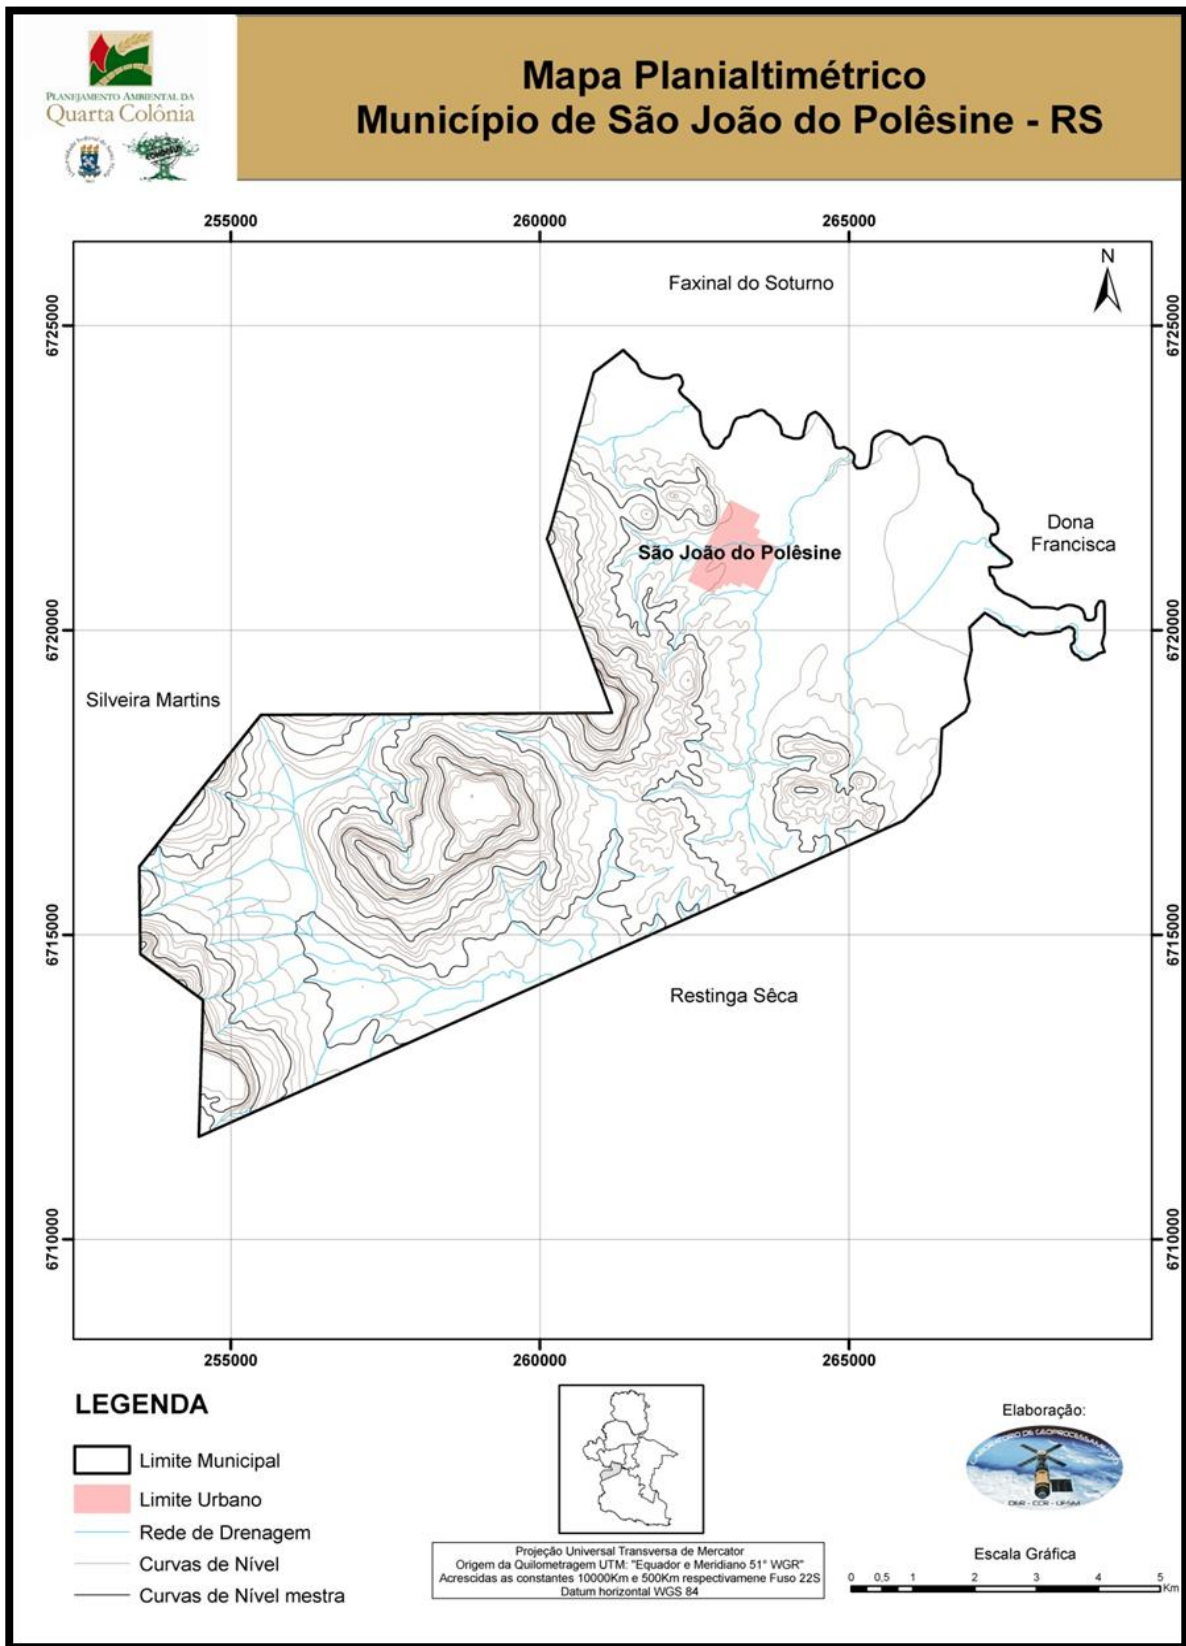 PLANEJAMENTO AMBIENTAL DA
Quarta Colônia
Mapa Planialtimétrico
Município de São João do Polêsine - RS
255000
260000
265000
N
Faxinal do Soturno
6725000
6725000
Dona
Francisca
São João do Polêsine
6720000
6720000
Silveira Martins
6715000
6715000
Restinga Sêca
6710000
6710000
255000
260000
265000
LEGENDA
Limite Municipal
Limite Urbano
Rede de Drenagem
Curvas de Nível
Curvas de Nível mestra
Projeção Universal Transversa de Mercator
Origem da Quilometragem UTM: "Equador e Meridiano 51° WGR"
Acrescidas as constantes 10000Km e 500Km respectivamene Fuso 22S
Datum horizontal WGS 84
Elaboração:
LABORATÓRIO DE GEOPROCESSAMENTO
Escala Gráfica
0 0,5 1 2 3 4 5
Km